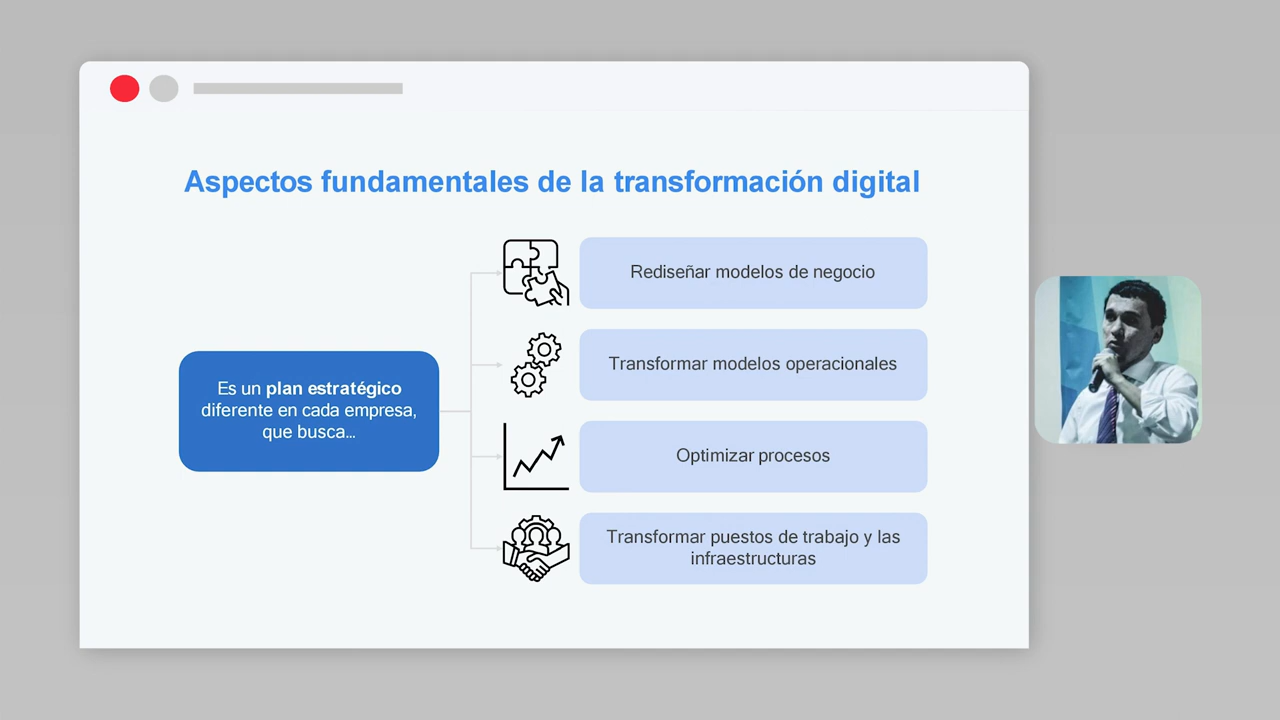 Aspectos fundamentales de la transformación digital
Es un plan estratégico
diferente en cada empresa,
que busca...
Rediseñar modelos de negocio
Transformar modelos operacionales
Optimizar procesos
Transformar puestos de trabajo y las
infraestructuras